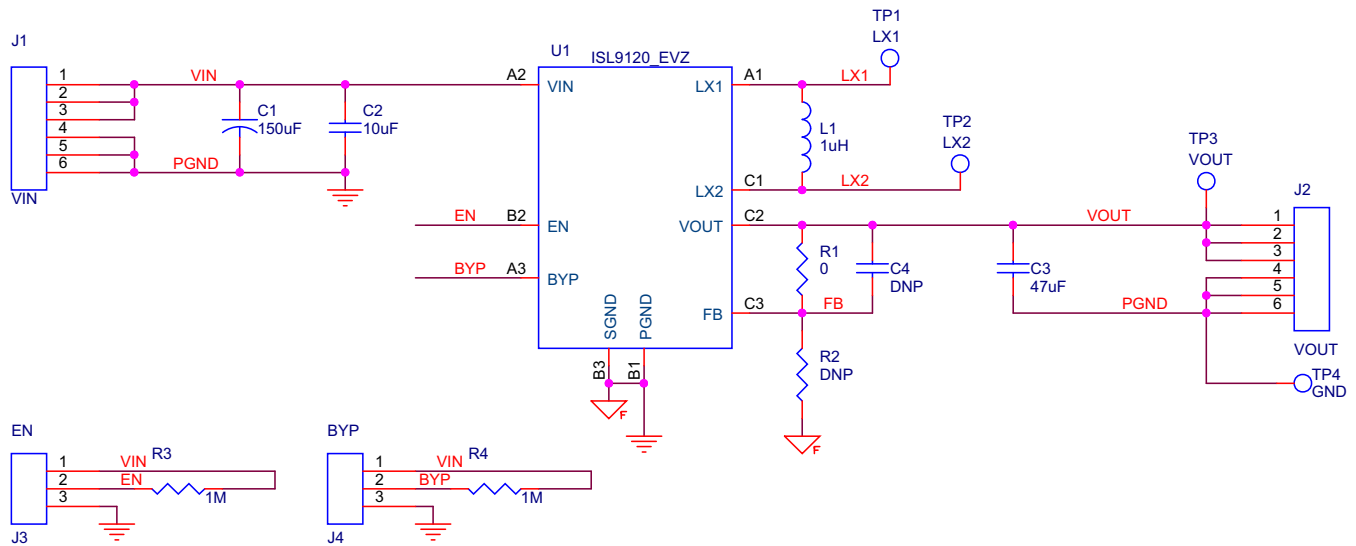 J1
1
2
3
4
5
6
VIN
VIN
PGND
C1
150uF
C2
10uF
U1
ISL9120_EVZ
A2
VIN
B2
EN
EN
A3
BYP
BYP
SGND
PGND
B3
B1
F
LX1
A1
LX1
LX2
C1
LX2
VOUT
C2
FB
C3
FB
TP1
LX1
L1
1uH
TP2
LX2
R1
0
C4
DNP
R2
DNP
F
C3
47uF
VOUT
PGND
TP3
VOUT
J2
1
2
3
4
5
6
VOUT
TP4
GND
EN
1
2
3
VIN
EN
R3
1M
J3
BYP
1
2
3
VIN
BYP
R4
1M
J4